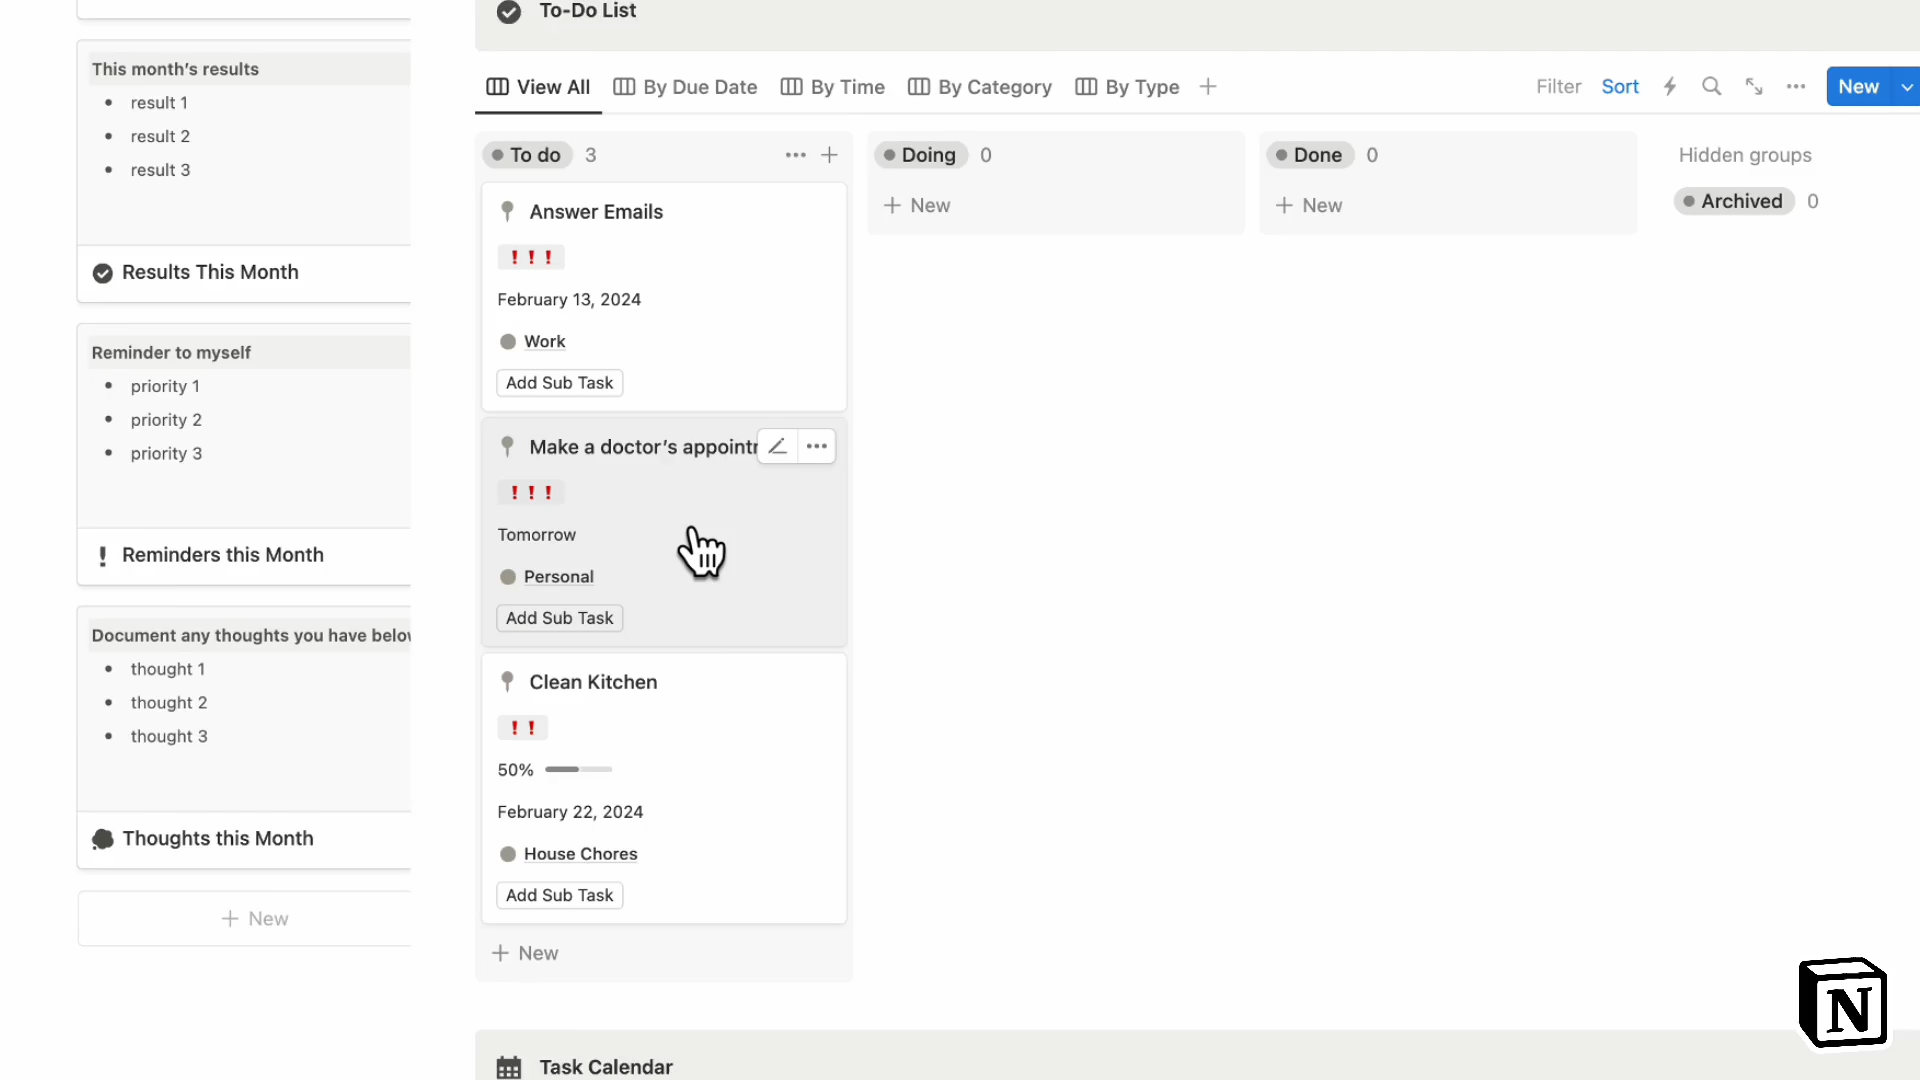 This month's results
• result 1
• result 2
• result 3
Results This Month
Reminder to myself
• priority 1
• priority 2
• priority 3
Reminders this Month
Document any thoughts you have below
• thought 1
• thought 2
• thought 3
Thoughts this Month
+ New
To-Do List
View All By Due Date By Time By Category By Type +
Filter Sort New
To do 3
Answer Emails
! ! !
February 13, 2024
Work
Add Sub Task
Make a doctor's appoint
! ! !
Tomorrow
Personal
Add Sub Task
Clean Kitchen
! !
50%
February 22, 2024
House Chores
Add Sub Task
+ New
Doing 0
+ New
Done 0
+ New
Hidden groups
Archived 0
Task Calendar
N